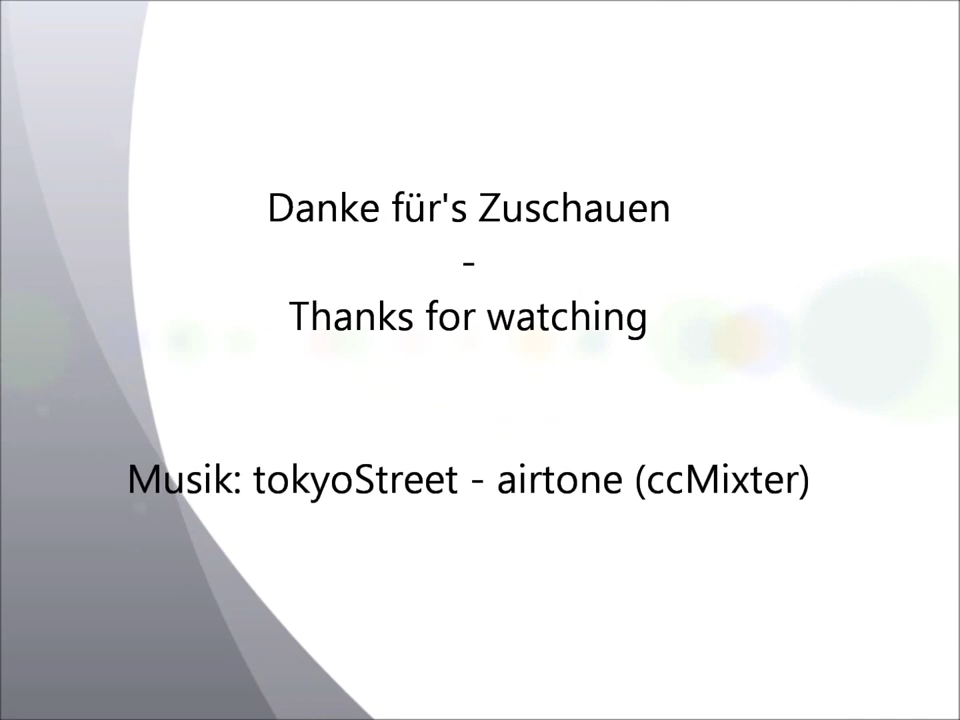 Danke für's Zuschauen
-
Thanks for watching
Musik: tokyoStreet - airtone (ccMixter)